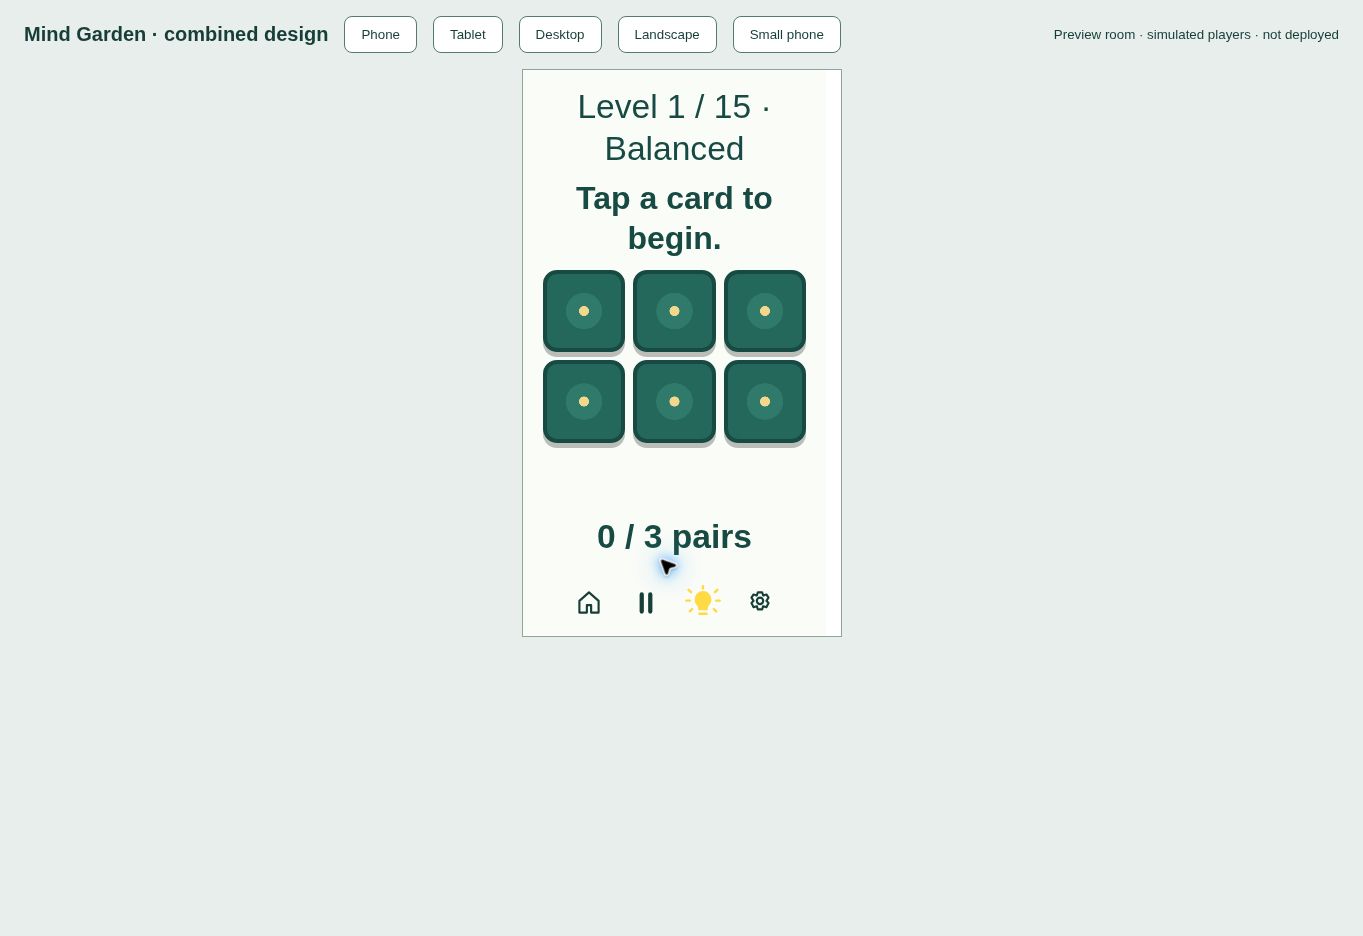 Mind Garden · combined design
Phone
Tablet
Desktop
Landscape
Small phone
Preview room · simulated players · not deployed
Level 1 / 15 ·
Balanced
Tap a card to
begin.
0 / 3 pairs